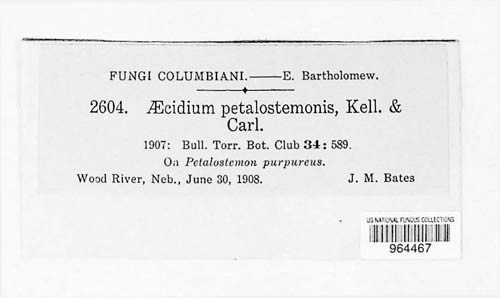 FUNGI COLUMBIANI.——E. Bartholomew.
2604. Æcidium petalostemonis, Kell. &
Carl.
1907: Bull. Torr. Bot. Club 34: 589.
On Petalostemon purpureus.
Wood River, Neb., June 30, 1908. J. M. Bates
US NATIONAL FUNGUS COLLECTIONS
964467